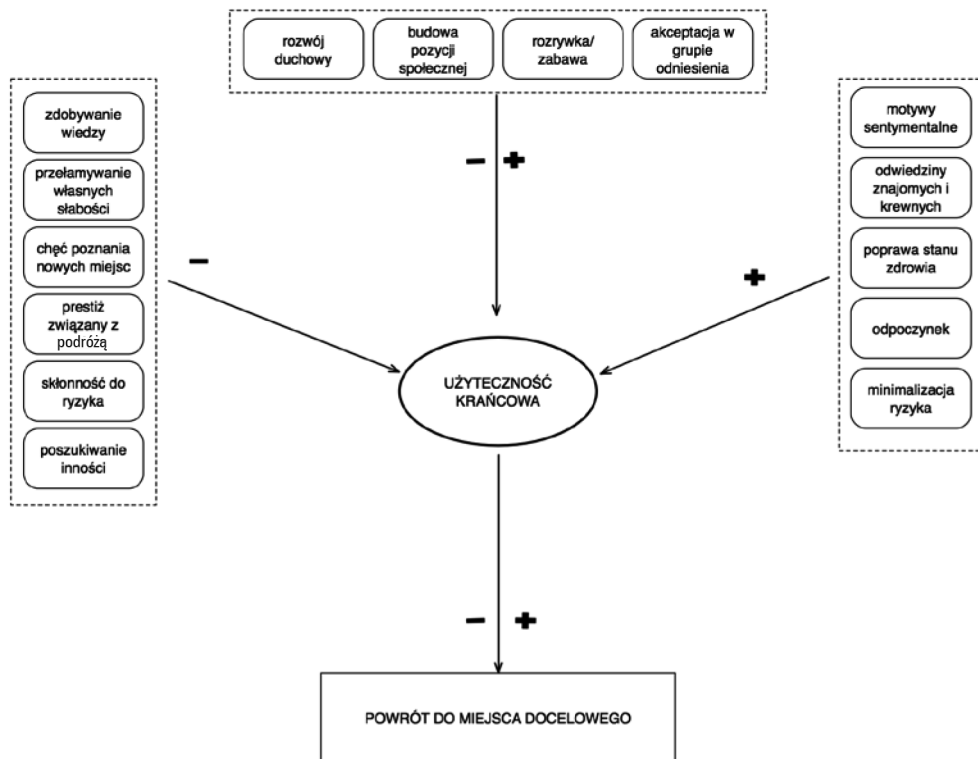 rozwój
duchowy
budowa
pozycji
społecznej
rozrywka/
zabawa
akceptacja w
grupie
odniesienia
zdobywanie
wiedzy
przełamywanie
własnych
słabości
chęć poznania
nowych miejsc
prestiż
związany z
podróżą
skłonność do
ryzyka
poszukiwanie
inności
motywy
sentymentalne
odwiedziny
znajomych i
krewnych
poprawa stanu
zdrowia
odpoczynek
minimalizacja
ryzyka
− +
−
+
UŻYTECZNOŚĆ
KRAŃCOWA
− +
POWRÓT DO MIEJSCA DOCELOWEGO